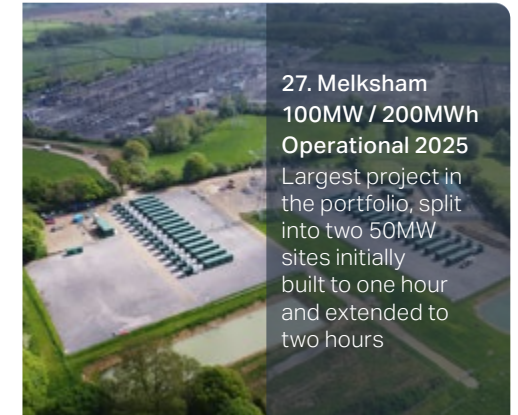 27. Melksham
100MW / 200MWh
Operational 2025
Largest project in
the portfolio, split
into two 50MW
sites initially
built to one hour
and extended to
two hours